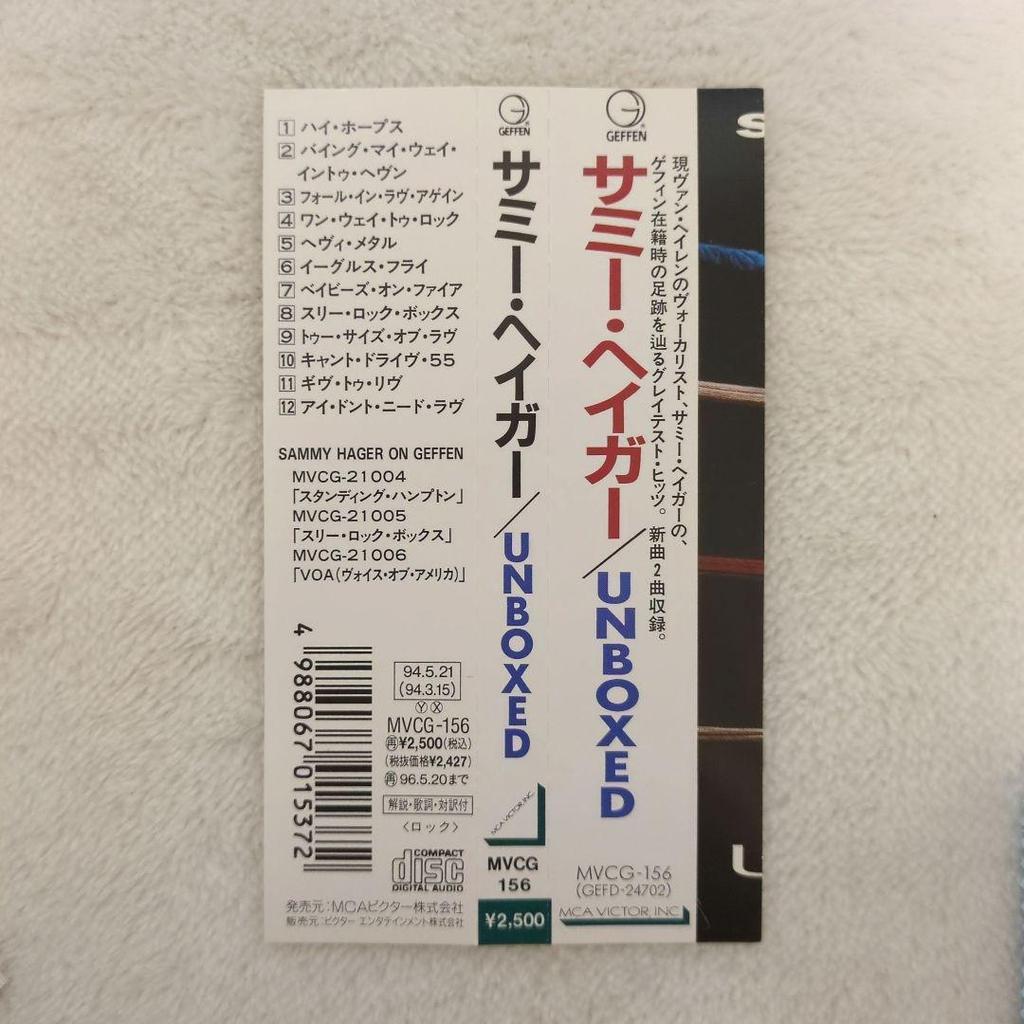 1 ハイ・ホープス
2 バイング・マイ・ウェイ・
イントゥ・ヘヴン
3 フォール・イン・ラヴ・アゲイン
4 ワン・ウェイ・トゥ・ロック
5 ヘヴィ・メタル
6 イーグルス・フライ
7 ベイビーズ・オン・ファイア
8 スリー・ロック・ボックス
9 トゥー・サイズ・オブ・ラヴ
10 キャント・ドライヴ・55
11 ギヴ・トゥ・リヴ
12 アイ・ドント・ニード・ラヴ
SAMMY HAGER ON GEFFEN
MVCG-21004
「スタンディング・ハンプトン」
MVCG-21005
「スリー・ロック・ボックス」
MVCG-21006
「VOA(ヴォイス・オブ・アメリカ)」
4 988067 015372
94.5.21
(94.3.15)
Ⓨ Ⓧ
MVCG-156
㊢¥2,500(税込)
(税抜価格¥2,427)
㊢96.5.20まで
解説・歌詞・対訳付
〈ロック〉
COMPACT
disc
DIGITAL AUDIO
発売元:MCAビクター株式会社
販売元:ビクター エンタテインメント株式会社
G
GEFFEN
サミー・ヘイガー/UNBOXED
MCA VICTOR, INC.
MVCG
156
¥2,500
G
GEFFEN
現ヴァン・ヘイレンのヴォーカリスト、サミー・ヘイガーの、
ゲフィン在籍時の足跡を辿るグレイテスト・ヒッツ。新曲2曲収録。
サミー・ヘイガー/UNBOXED
MVCG-156
(GEFD-24702)
MCA VICTOR, INC.
S
U